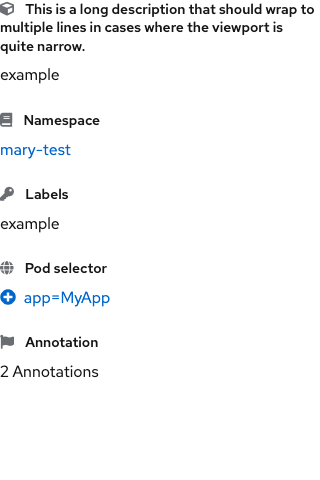 This is a long description that should wrap to
multiple lines in cases where the viewport is
quite narrow.
example
Namespace
mary-test
Labels
example
Pod selector
app=MyApp
Annotation
2 Annotations